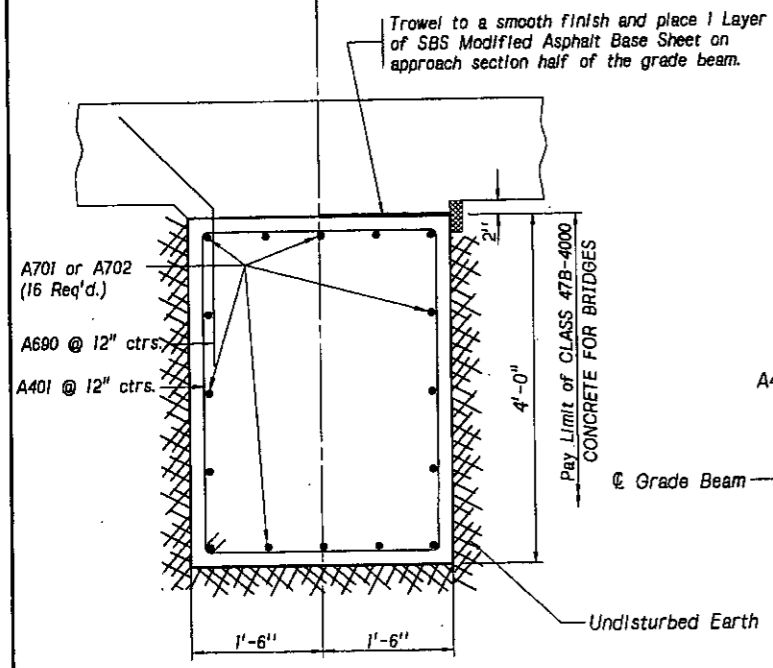 Trowel to a smooth finish and place 1 Layer
of SBS Modified Asphalt Base Sheet on
approach section half of the grade beam.
2"
A701 or A702
(16 Req'd.)
A690 @ 12" ctrs.
A401 @ 12" ctrs.
4'-0"
Pay Limit of CLASS 47B-4000
CONCRETE FOR BRIDGES
A4
℄ Grade Beam
Undisturbed Earth
1'-6"
1'-6"